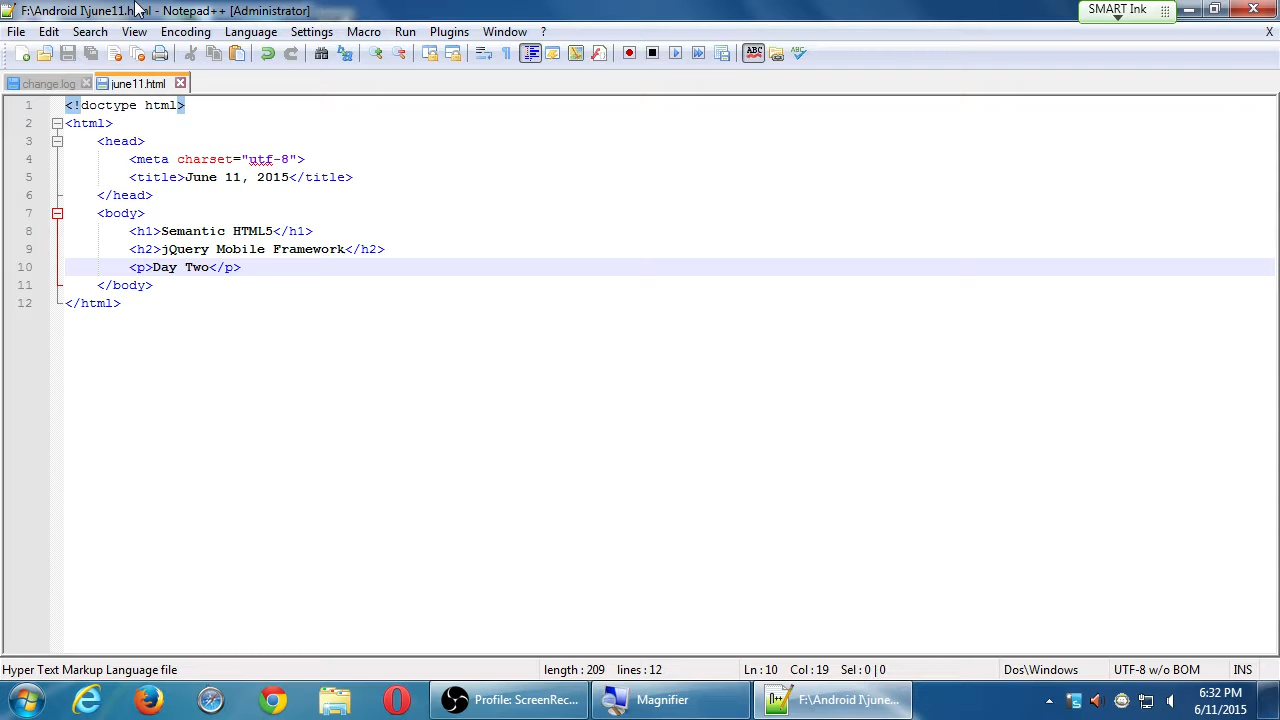 F:\Android I\june11.html - Notepad++ [Administrator]
SMART Ink
File Edit Search View Encoding Language Settings Macro Run Plugins Window ? X
change.log june11.html
1 <!doctype html>
2 <html>
3 <head>
4 <meta charset="utf-8">
5 <title>June 11, 2015</title>
6 </head>
7 <body>
8 <h1>Semantic HTML5</h1>
9 <h2>jQuery Mobile Framework</h2>
10 <p>Day Two</p>
11 </body>
12 </html>
Hyper Text Markup Language file length : 209 lines : 12 Ln : 10 Col : 19 Sel : 0 | 0 Dos\Windows UTF-8 w/o BOM INS
Profile: ScreenRec... Magnifier F:\Android I\june... 6:32 PM
6/11/2015